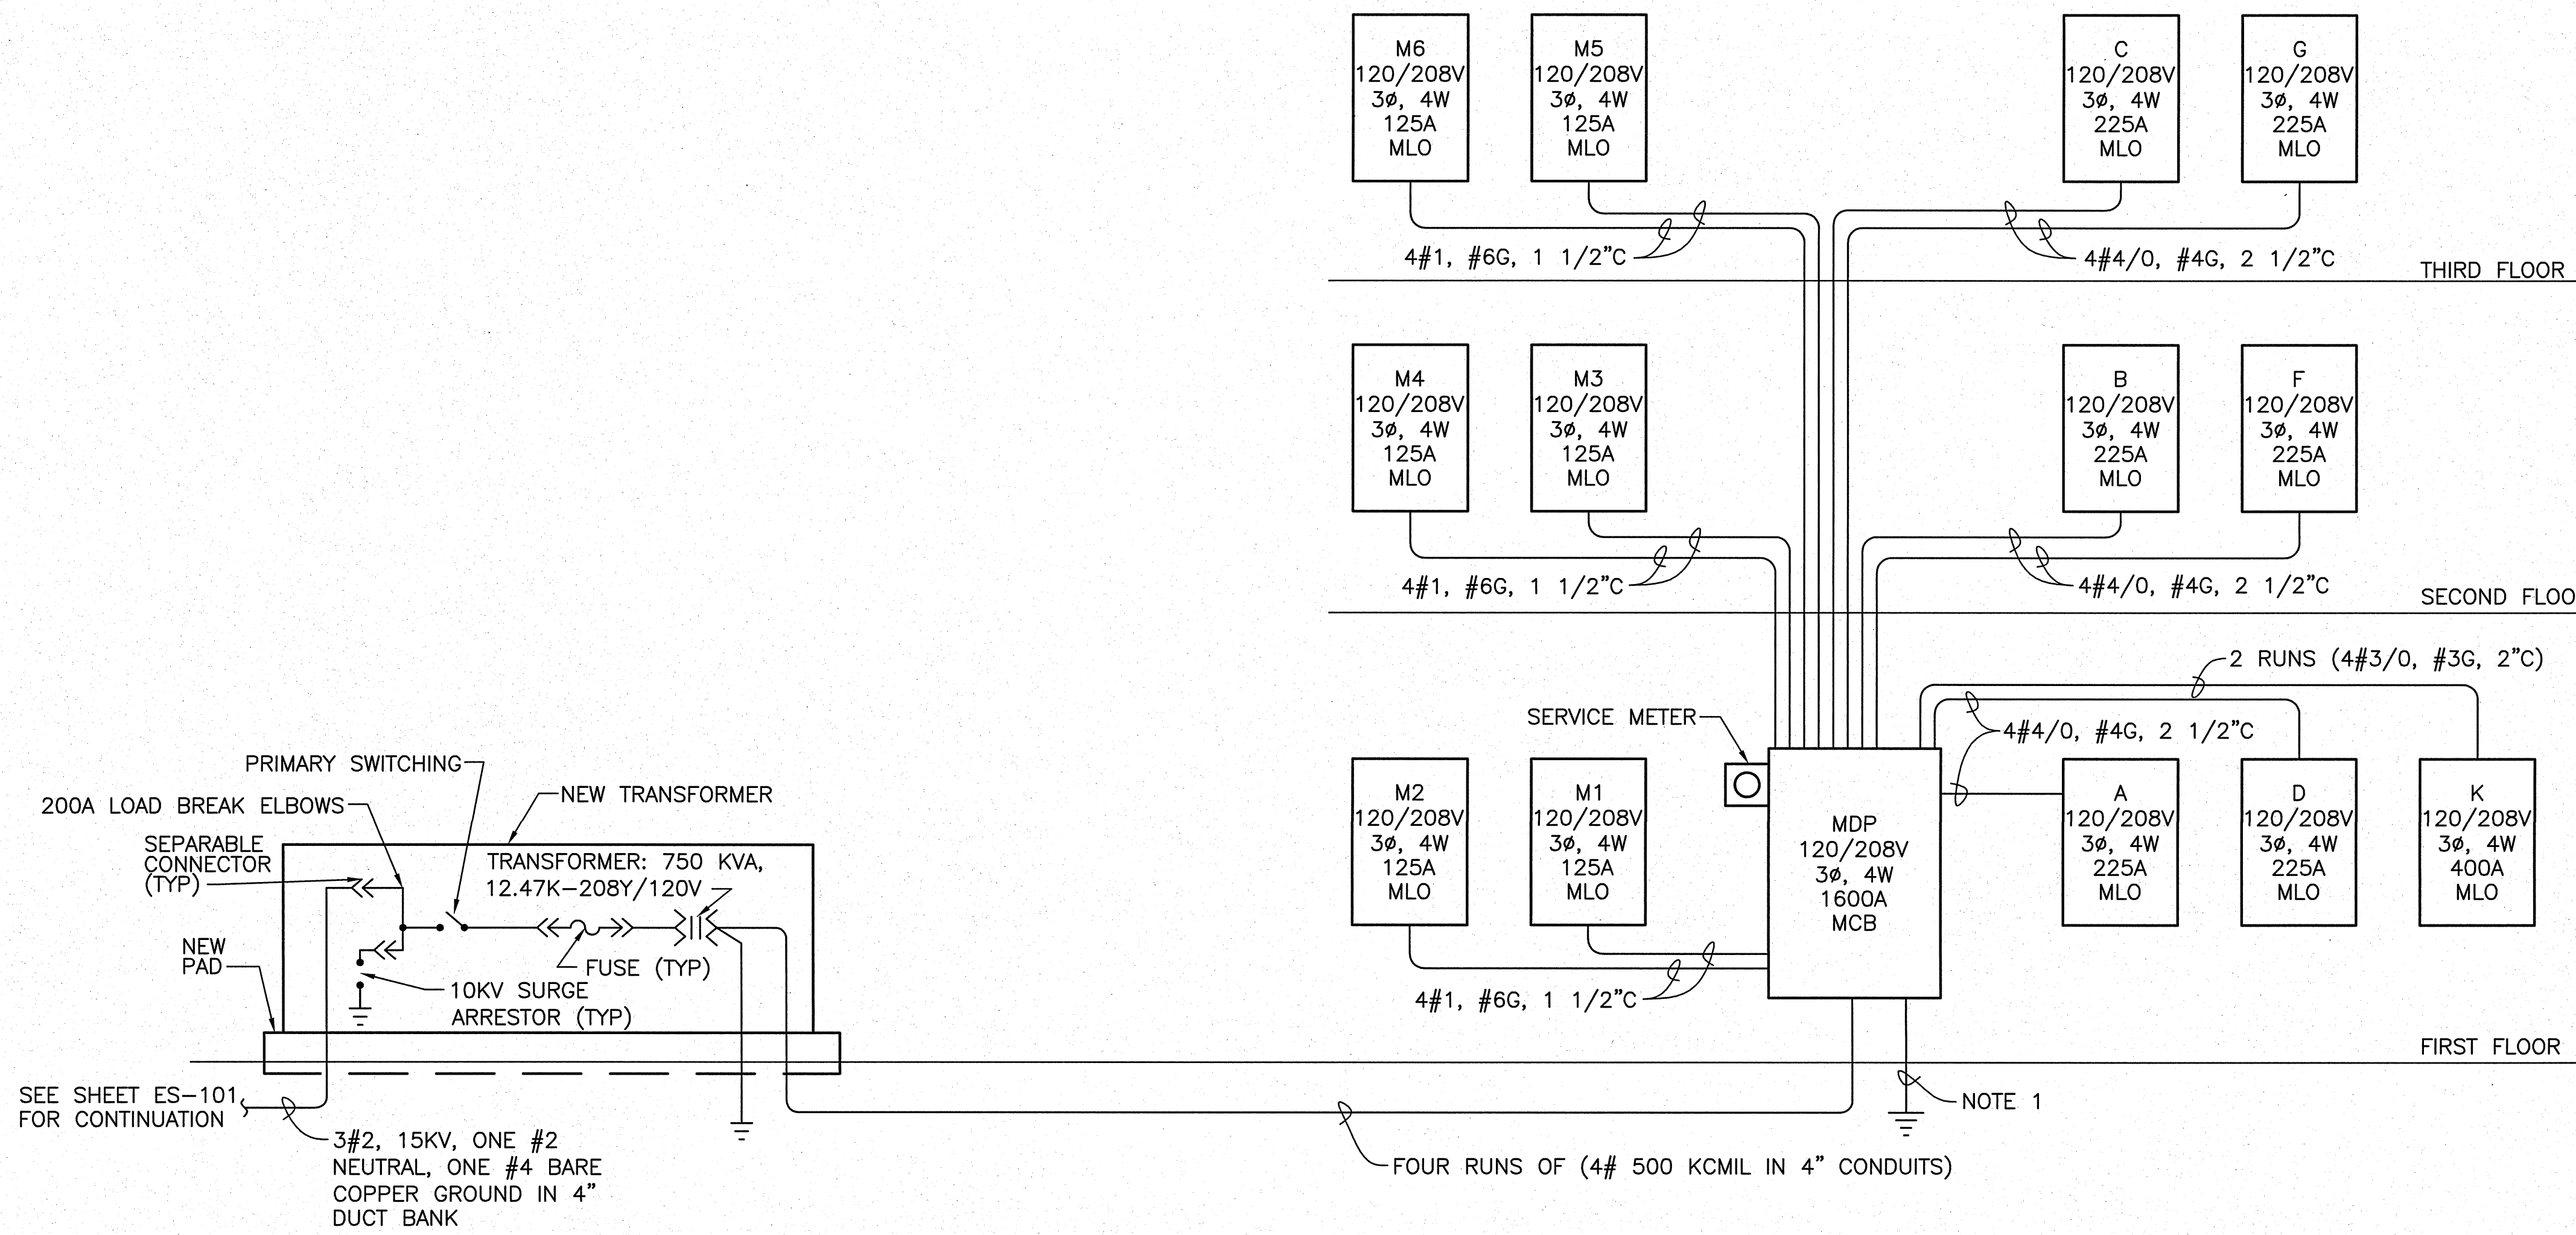 M6
120/208V
3ø, 4W
125A
MLO
M5
120/208V
3ø, 4W
125A
MLO
C
120/208V
3ø, 4W
225A
MLO
G
120/208V
3ø, 4W
225A
MLO
4#1, #6G, 1 1/2"C
4#4/0, #4G, 2 1/2"C
THIRD FLOOR
M4
120/208V
3ø, 4W
125A
MLO
M3
120/208V
3ø, 4W
125A
MLO
B
120/208V
3ø, 4W
225A
MLO
F
120/208V
3ø, 4W
225A
MLO
4#1, #6G, 1 1/2"C
4#4/0, #4G, 2 1/2"C
SECOND FLOO
2 RUNS (4#3/0, #3G, 2"C)
SERVICE METER
4#4/0, #4G, 2 1/2"C
M2
120/208V
3ø, 4W
125A
MLO
M1
120/208V
3ø, 4W
125A
MLO
MDP
120/208V
3ø, 4W
1600A
MCB
A
120/208V
3ø, 4W
225A
MLO
D
120/208V
3ø, 4W
225A
MLO
K
120/208V
3ø, 4W
400A
MLO
4#1, #6G, 1 1/2"C
FIRST FLOOR
NOTE 1
FOUR RUNS OF (4# 500 KCMIL IN 4" CONDUITS)
PRIMARY SWITCHING
200A LOAD BREAK ELBOWS
NEW TRANSFORMER
SEPARABLE
CONNECTOR
(TYP)
TRANSFORMER: 750 KVA,
12.47K-208Y/120V
NEW
PAD
FUSE (TYP)
10KV SURGE
ARRESTOR (TYP)
SEE SHEET ES-101
FOR CONTINUATION
3#2, 15KV, ONE #2
NEUTRAL, ONE #4 BARE
COPPER GROUND IN 4"
DUCT BANK